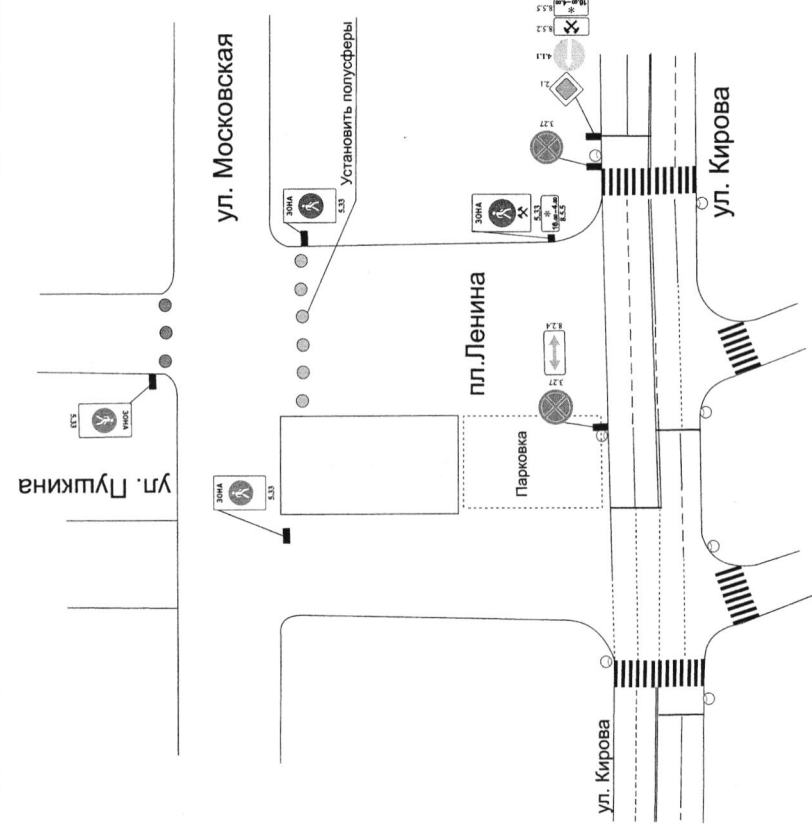 ул. Московская
Установить полусферы
ЗОНА
5.33
8.5.5
8.5.2
4.1.1
2.1
3.27
ЗОНА
5.33
8.5.5
ул. Кирова
пл.Ленина
8.2.4
3.27
Парковка
ЗОНА
5.33
ул. Пушкина
ЗОНА
5.33
ул. Кирова